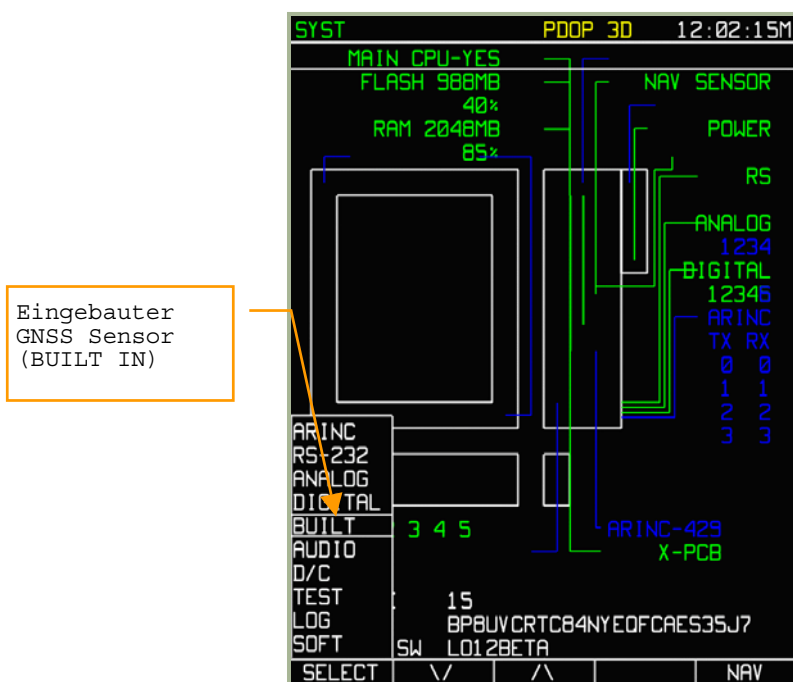 SYST PDOP 3D 12:02:15M
MAIN CPU-YES
FLASH 988MB NAV SENSOR
40%
RAM 2048MB POWER
85%
RS
ANALOG
1234
DIGITAL
12345
ARINC
TX RX
0 0
1 1
2 2
3 3
Eingebauter
GNSS Sensor
(BUILT IN)
ARINC
RS-232
ANALOG
DIGITAL
BUILT 3 4 5 ARINC-429
AUDIO X-PCB
D/C
TEST 15
LOG BP8UVCRTC84NYEQFCAES35J7
SOFT SW L012BETA
SELECT \/ /\ NAV